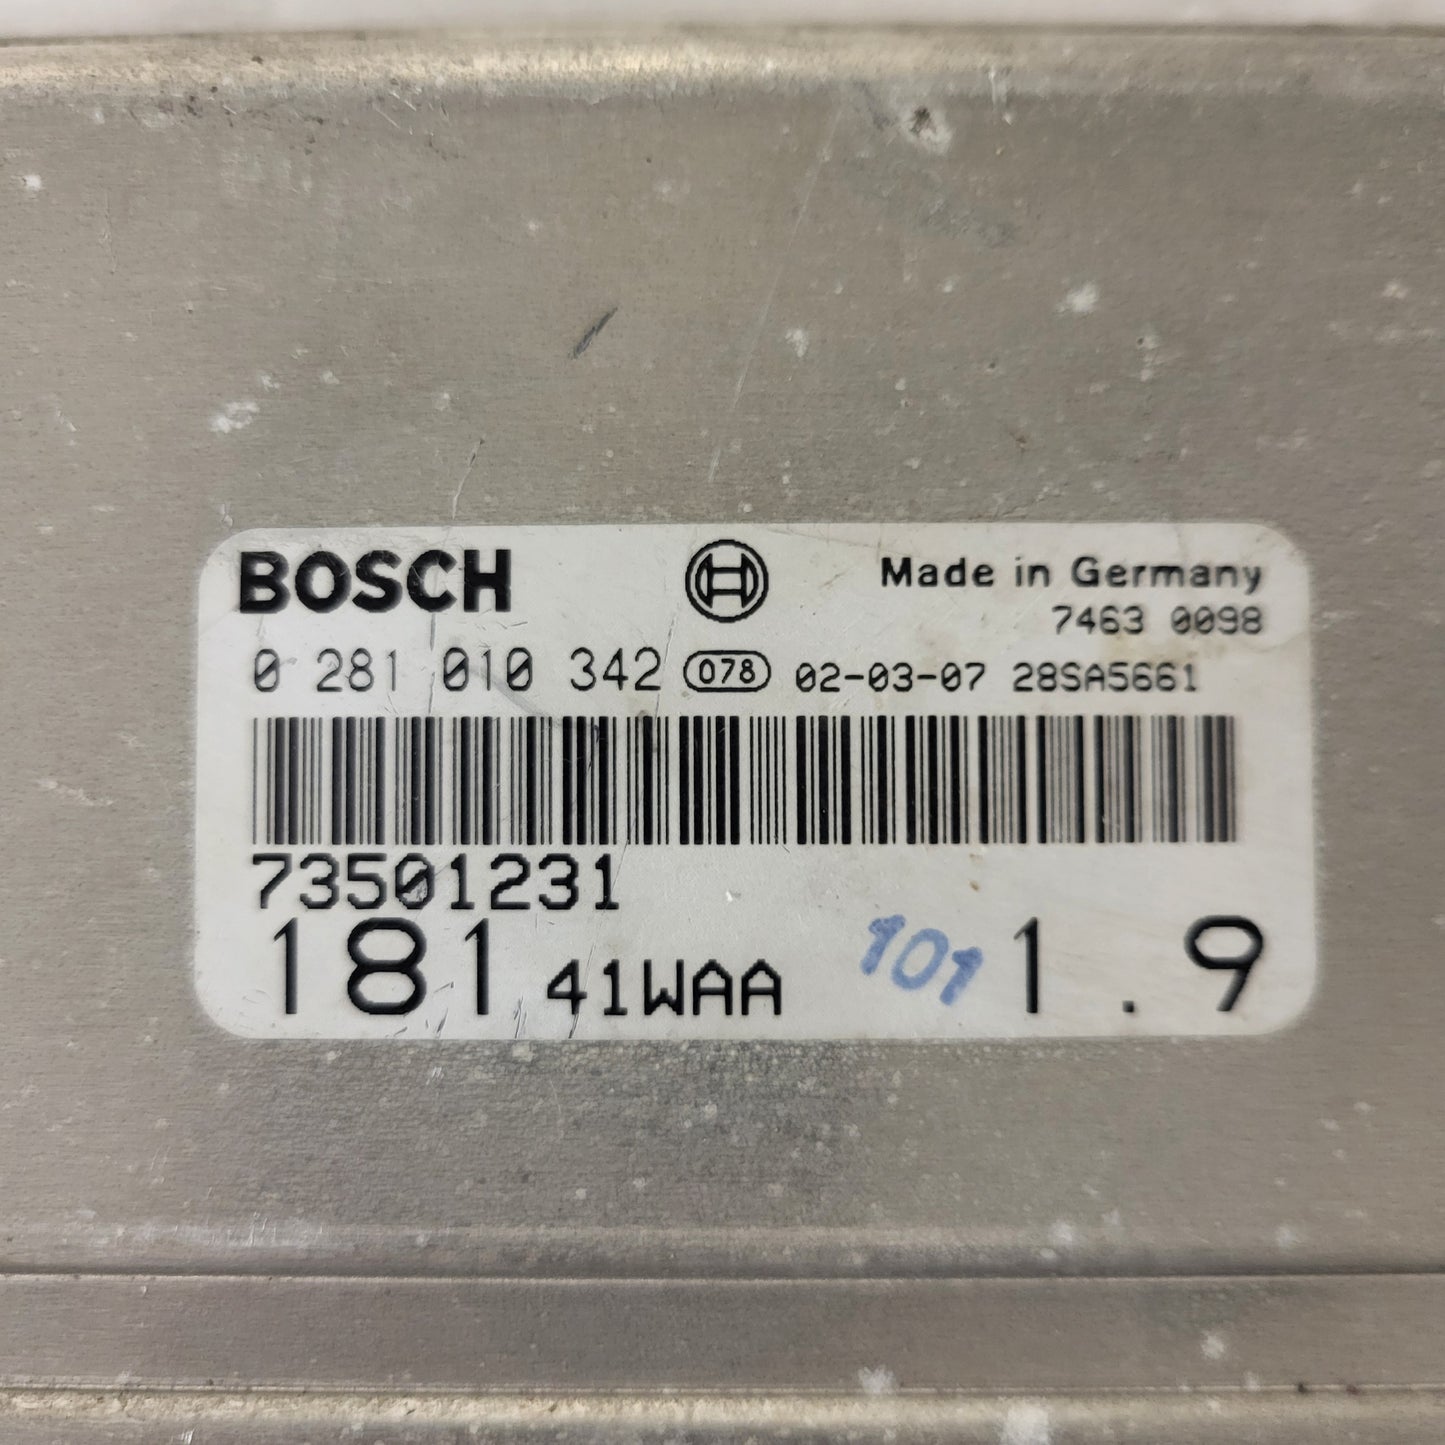 BOSCH Made in Germany
7463 0098
0 281 010 342 078 02-03-07 28SA5661
73501231
181 41WAA 101 1.9